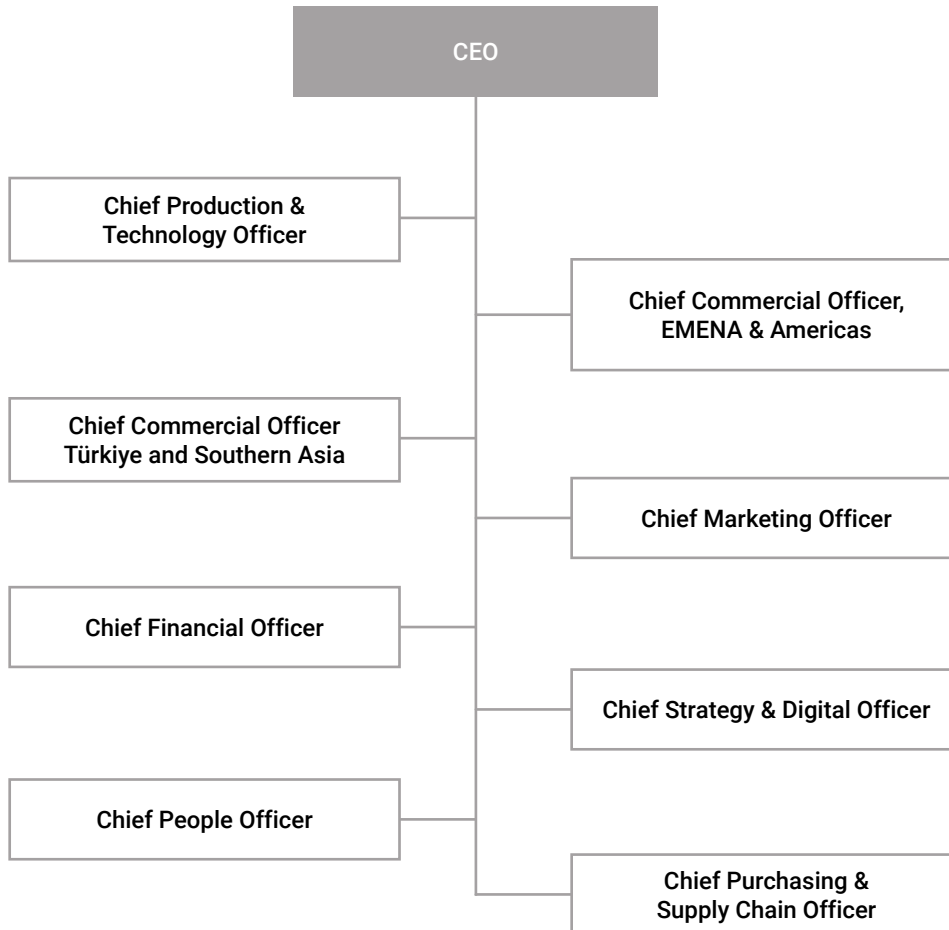 CEO
Chief Production &
Technology Officer
Chief Commercial Officer,
EMENA & Americas
Chief Commercial Officer
Türkiye and Southern Asia
Chief Marketing Officer
Chief Financial Officer
Chief Strategy & Digital Officer
Chief People Officer
Chief Purchasing &
Supply Chain Officer